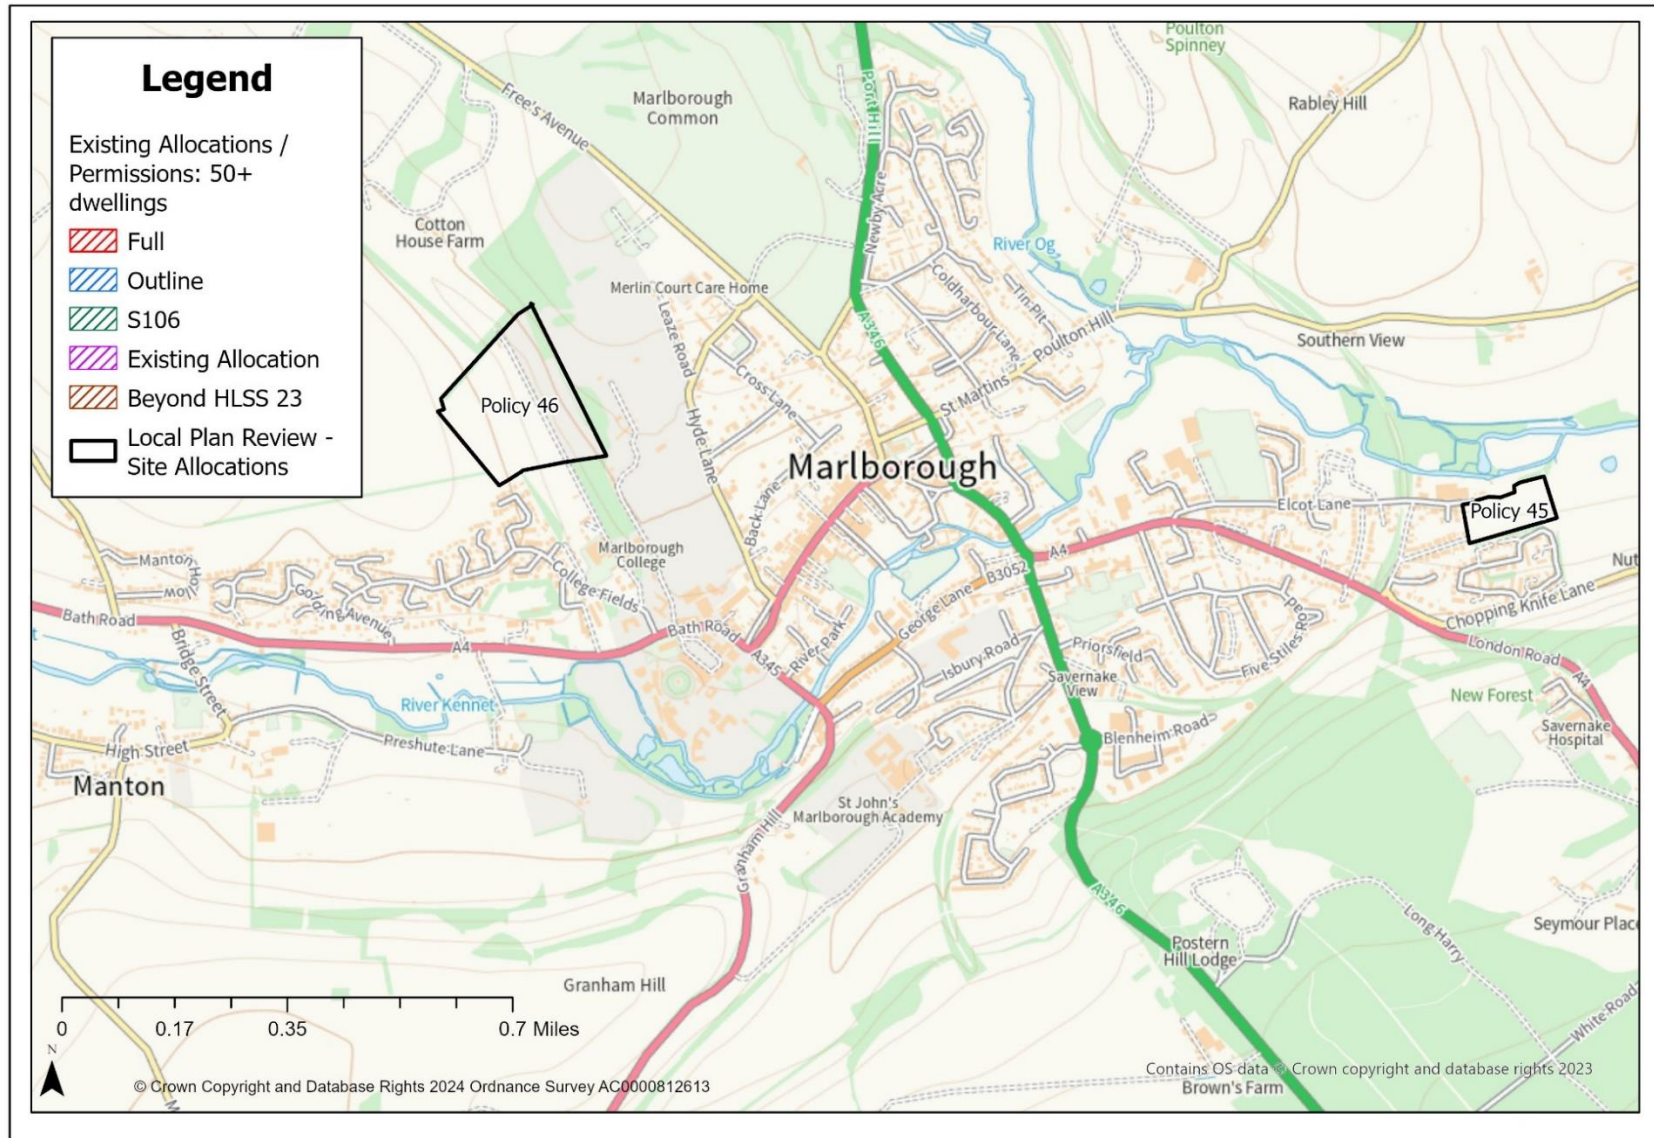 Legend
Existing Allocations /
Permissions: 50+
dwellings
Full
Outline
S106
Existing Allocation
Beyond HLSS 23
Local Plan Review -
Site Allocations
Poulton
Spinney
Port Hill
Free's Avenue
Marlborough
Common
Rabley Hill
Newby Acre
Cotton
House Farm
River Og
Merlin Court Care Home
Coldharbour Lane
Tin Pit
Leaze Road
A346
Poulton Hill
Southern View
Cross Lane
St Martins
Policy 46
Hyde Lane
Marlborough
Back Lane
Elcot Lane
Policy 45
Marlborough
College
A4
B3052
Manton Hollow
College Fields
Golding Avenue
George Lane
Nut
Chopping Knife Lane
Bath Road
Bath Road
A4
A345
River Park
Isbury Road
Priorsfield
Five Stiles Road
London Road
A4
Bridge Street
Savernake
View
New Forest
River Kennet
Savernake
Hospital
High Street
Preshute Lane
Blenheim Road
Manton
St John's
Marlborough Academy
Granham Hill
A346
Long Harry
Seymour Plac
Postern
Hill Lodge
Granham Hill
White Road
0
0.17
0.35
0.7 Miles
N
M
Contains OS data © Crown copyright and database rights 2023
© Crown Copyright and Database Rights 2024 Ordnance Survey AC0000812613
Brown's Farm